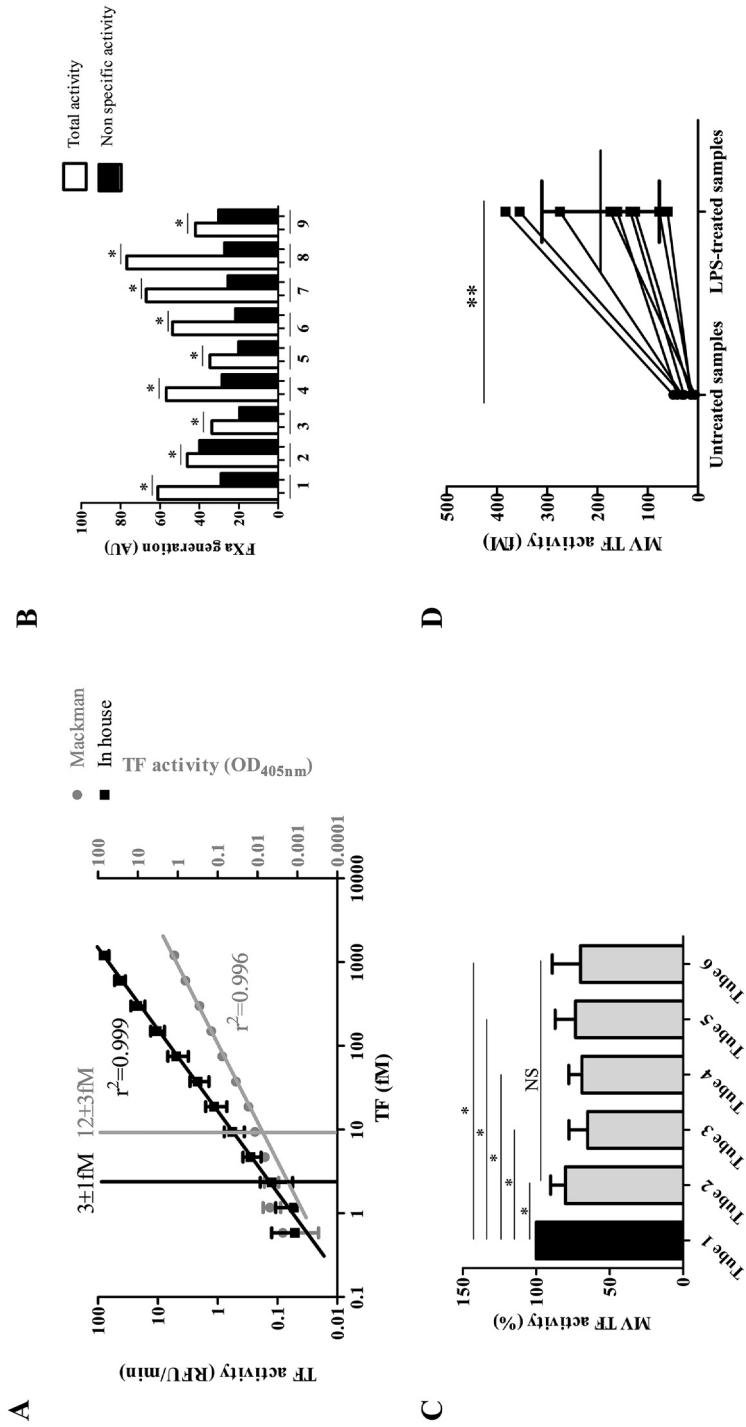 A
Mackman
In house
TF activity (OD405nm)
3±1fM 12±3fM
r²=0.999
r²=0.996
TF activity (RFU/min)
100
10
1
0.1
0.01
100
10
1
0.1
0.01
0.001
0.0001
0.1 1 10 100 1000 10000
TF (fM)
B
Total activity
Non specific activity
FXa generation (AU)
100
80
60
40
20
0
* * * * * * * * *
1 2 3 4 5 6 7 8 9
C
MV TF activity (%)
150
100
50
0
*
*
*
*
*
NS
Tube 1 Tube 2 Tube 3 Tube 4 Tube 5 Tube 6
D
MV TF activity (fM)
500
400
300
200
100
0
**
Untreated samples LPS-treated samples